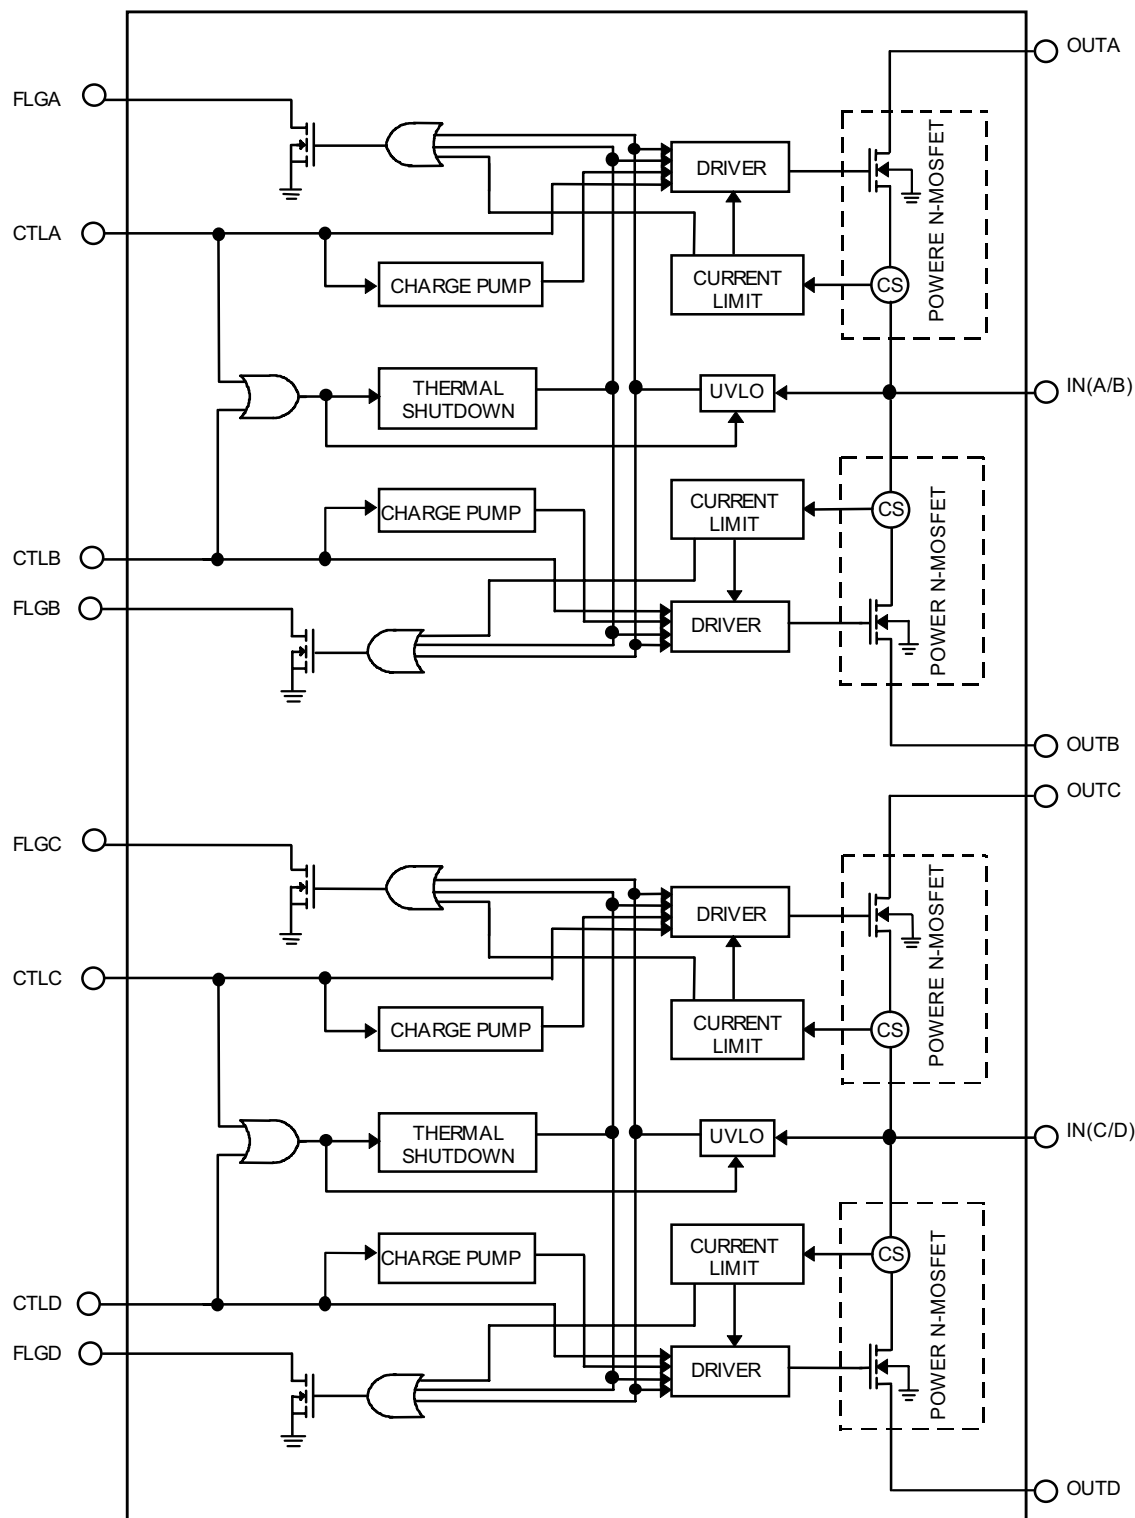 OUTA
FLGA
DRIVER
POWERE N-MOSFET
CTLA
CHARGE PUMP
CURRENT
LIMIT
CS
THERMAL
SHUTDOWN
UVLO
IN(A/B)
CHARGE PUMP
CURRENT
LIMIT
CS
POWER N-MOSFET
CTLB
FLGB
DRIVER
OUTB
OUTC
FLGC
DRIVER
POWERE N-MOSFET
CTLC
CHARGE PUMP
CURRENT
LIMIT
CS
THERMAL
SHUTDOWN
UVLO
IN(C/D)
CHARGE PUMP
CURRENT
LIMIT
CS
POWER N-MOSFET
CTLD
FLGD
DRIVER
OUTD